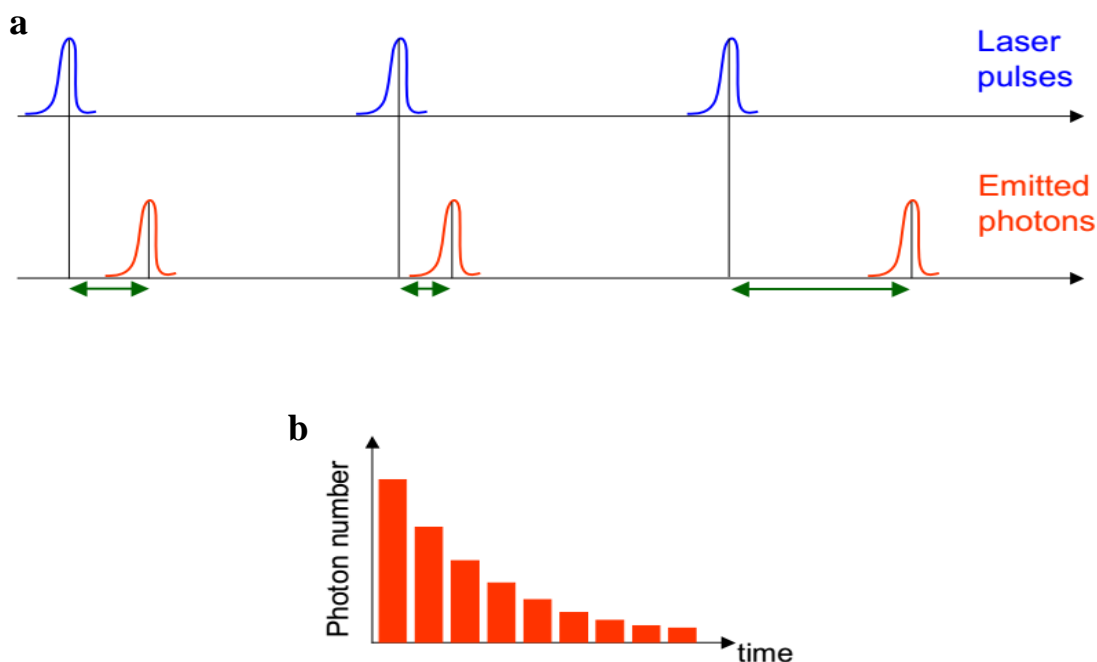 a
Laser
pulses
Emitted
photons
b
Photon number
time